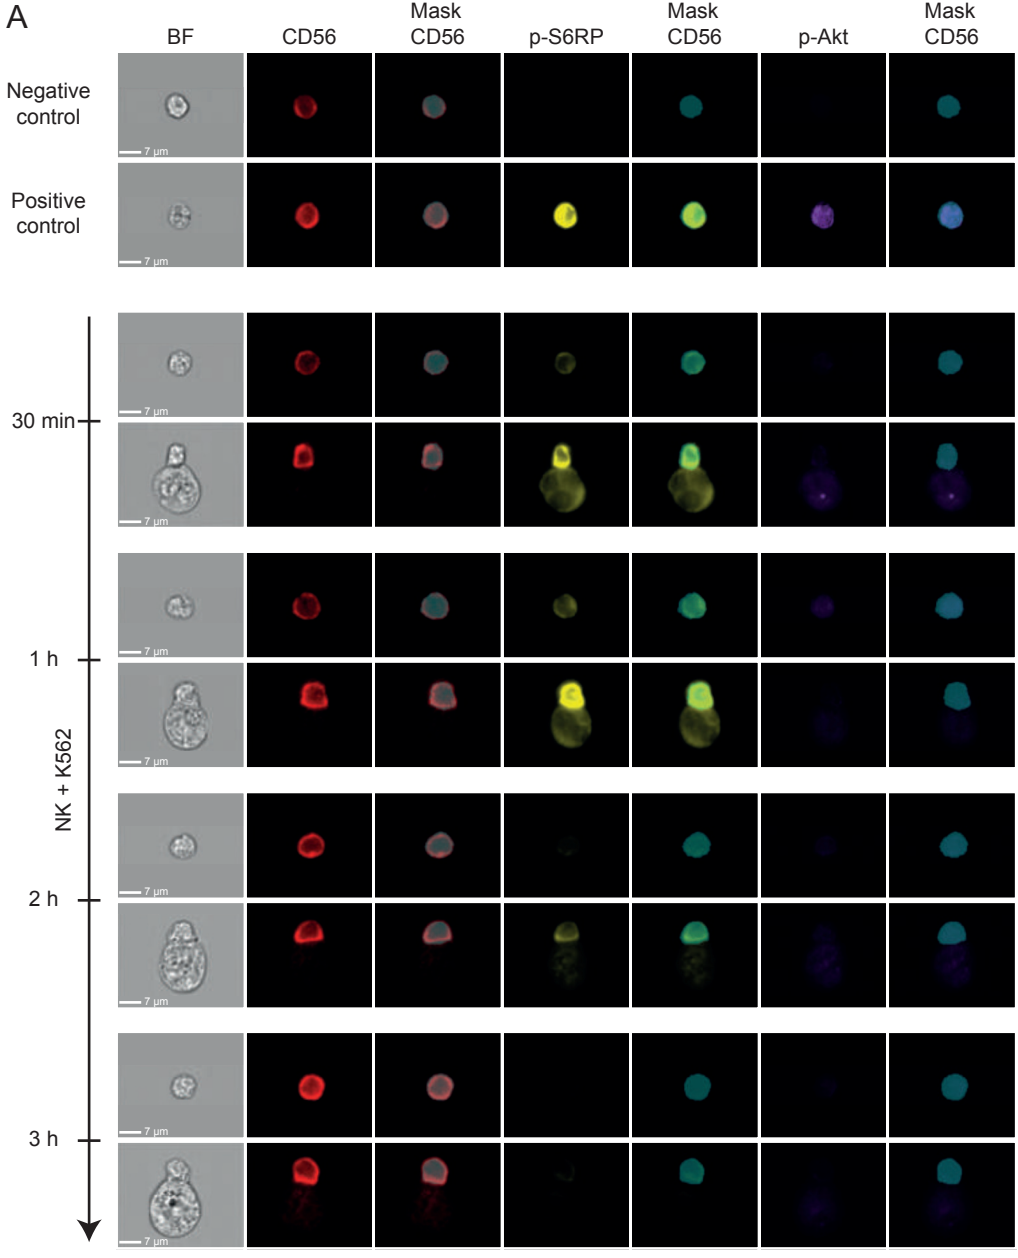 A
BF
CD56
Mask
CD56
p-S6RP
Mask
CD56
p-Akt
Mask
CD56
Negative
control
7 µm
Positive
control
7 µm
7 µm
30 min
7 µm
7 µm
1 h
7 µm
NK + K562
7 µm
2 h
7 µm
7 µm
3 h
7 µm